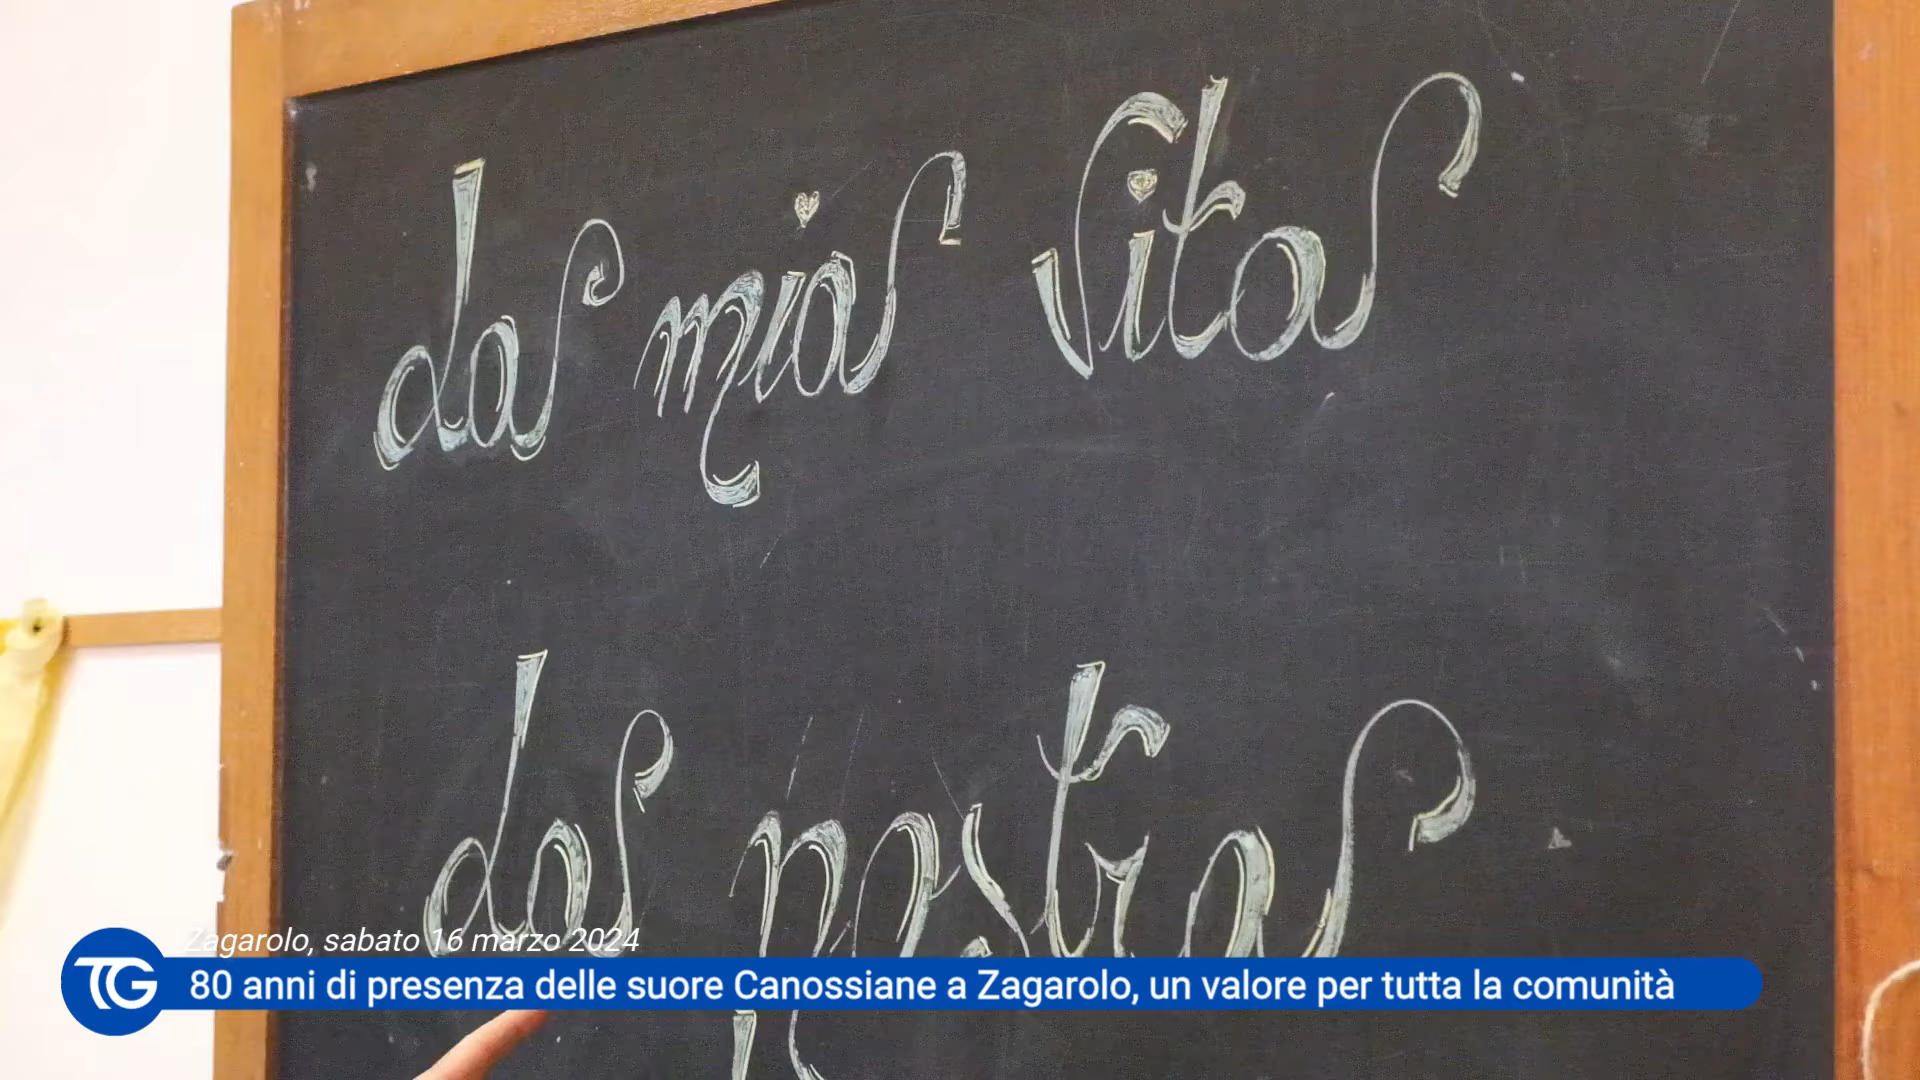 La mia Vita
La nostra
Zagarolo, sabato 16 marzo 2024
TG
80 anni di presenza delle suore Canossiane a Zagarolo, un valore per tutta la comunità